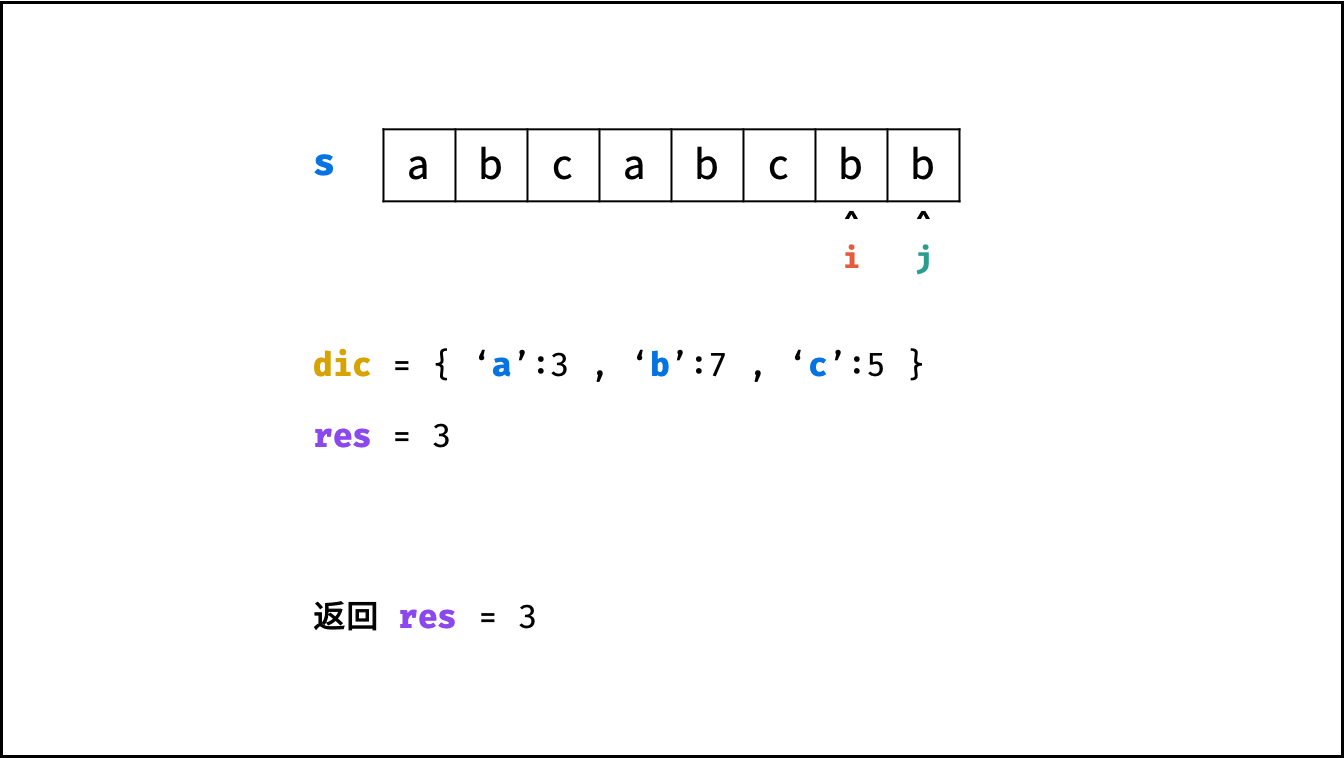 s a b c a b c b b
^ ^
i j
dic = { ‘a’:3 , ‘b’:7 , ‘c’:5 }
res = 3
返回 res = 3